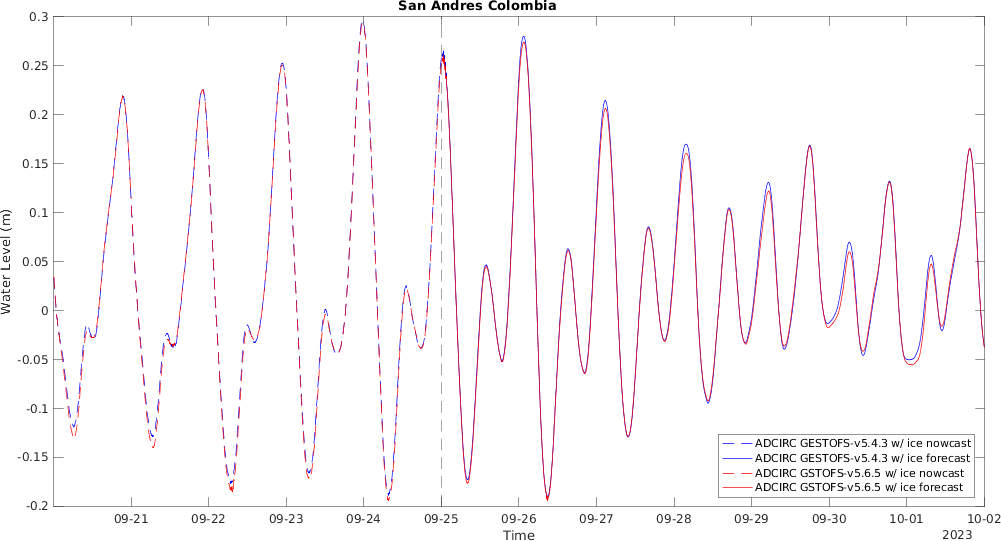 San Andres Colombia
0.3
0.25
0.2
0.15
0.1
0.05
0
-0.05
-0.1
-0.15
-0.2
Water Level (m)
ADCIRC GESTOFS-v5.4.3 w/ ice nowcast
ADCIRC GESTOFS-v5.4.3 w/ ice forecast
ADCIRC GSTOFS-v5.6.5 w/ ice nowcast
ADCIRC GSTOFS-v5.6.5 w/ ice forecast
09-21 09-22 09-23 09-24 09-25 09-26 09-27 09-28 09-29 09-30 10-01 10-02
Time
2023